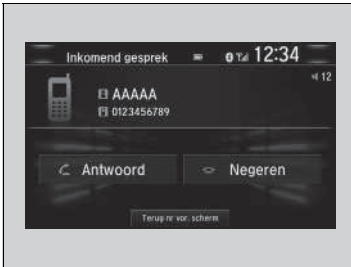 Inkomend gesprek 12:34
12
AAAAA
0123456789
Antwoord Negeren
Terug nr vor. scherm